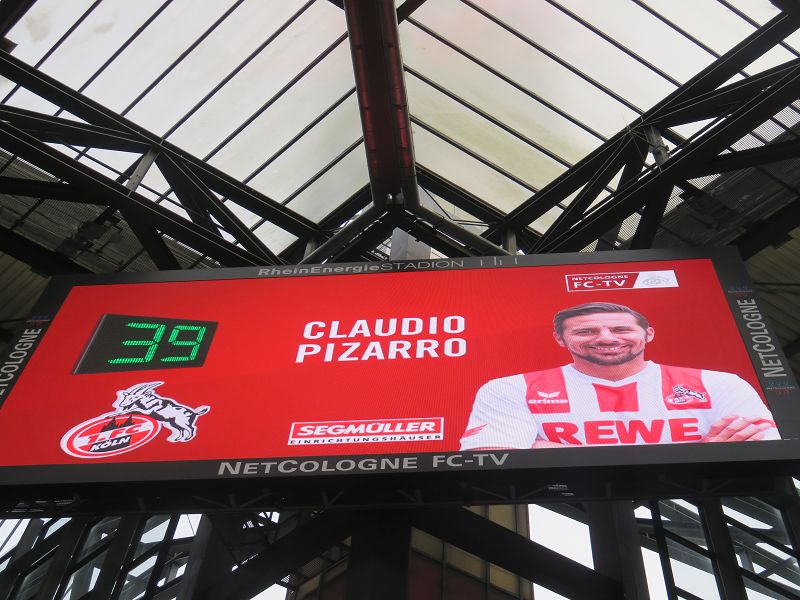 RheinEnergieSTADION
NETCOLOGNE
FC-TV
39
CLAUDIO
PIZARRO
1. FC
KÖLN
SEGMÜLLER
EINRICHTUNGSHÄUSER
erima
REWE
NETCOLOGNE
NETCOLOGNE
NETCOLOGNE FC-TV